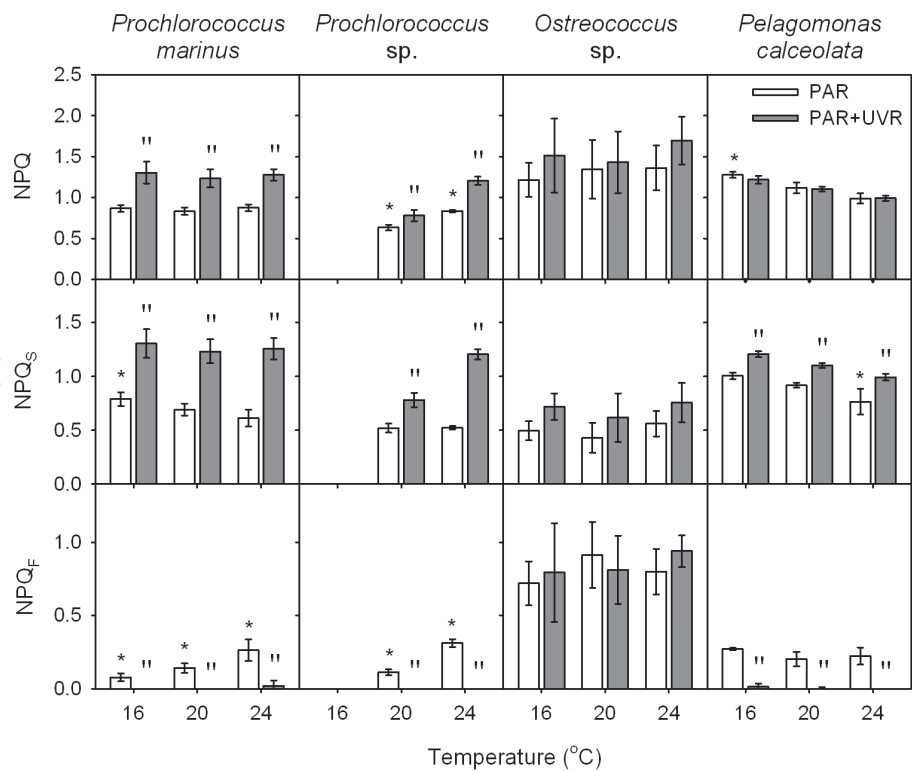 Prochlorococcus marinus
Prochlorococcus sp.
Ostreococcus sp.
Pelagomonas calceolata
PAR
PAR+UVR
NPQ
2.5
2.0
1.5
1.0
0.5
0.0
" " "
* " * "
*
NPQS
1.5
1.0
0.5
0.0
* " " "
" "
" " * "
NPQF
1.0
0.5
0.0
* " * " * "
* " * "
" " "
16 20 24
16 20 24
16 20 24
16 20 24
Temperature (°C)